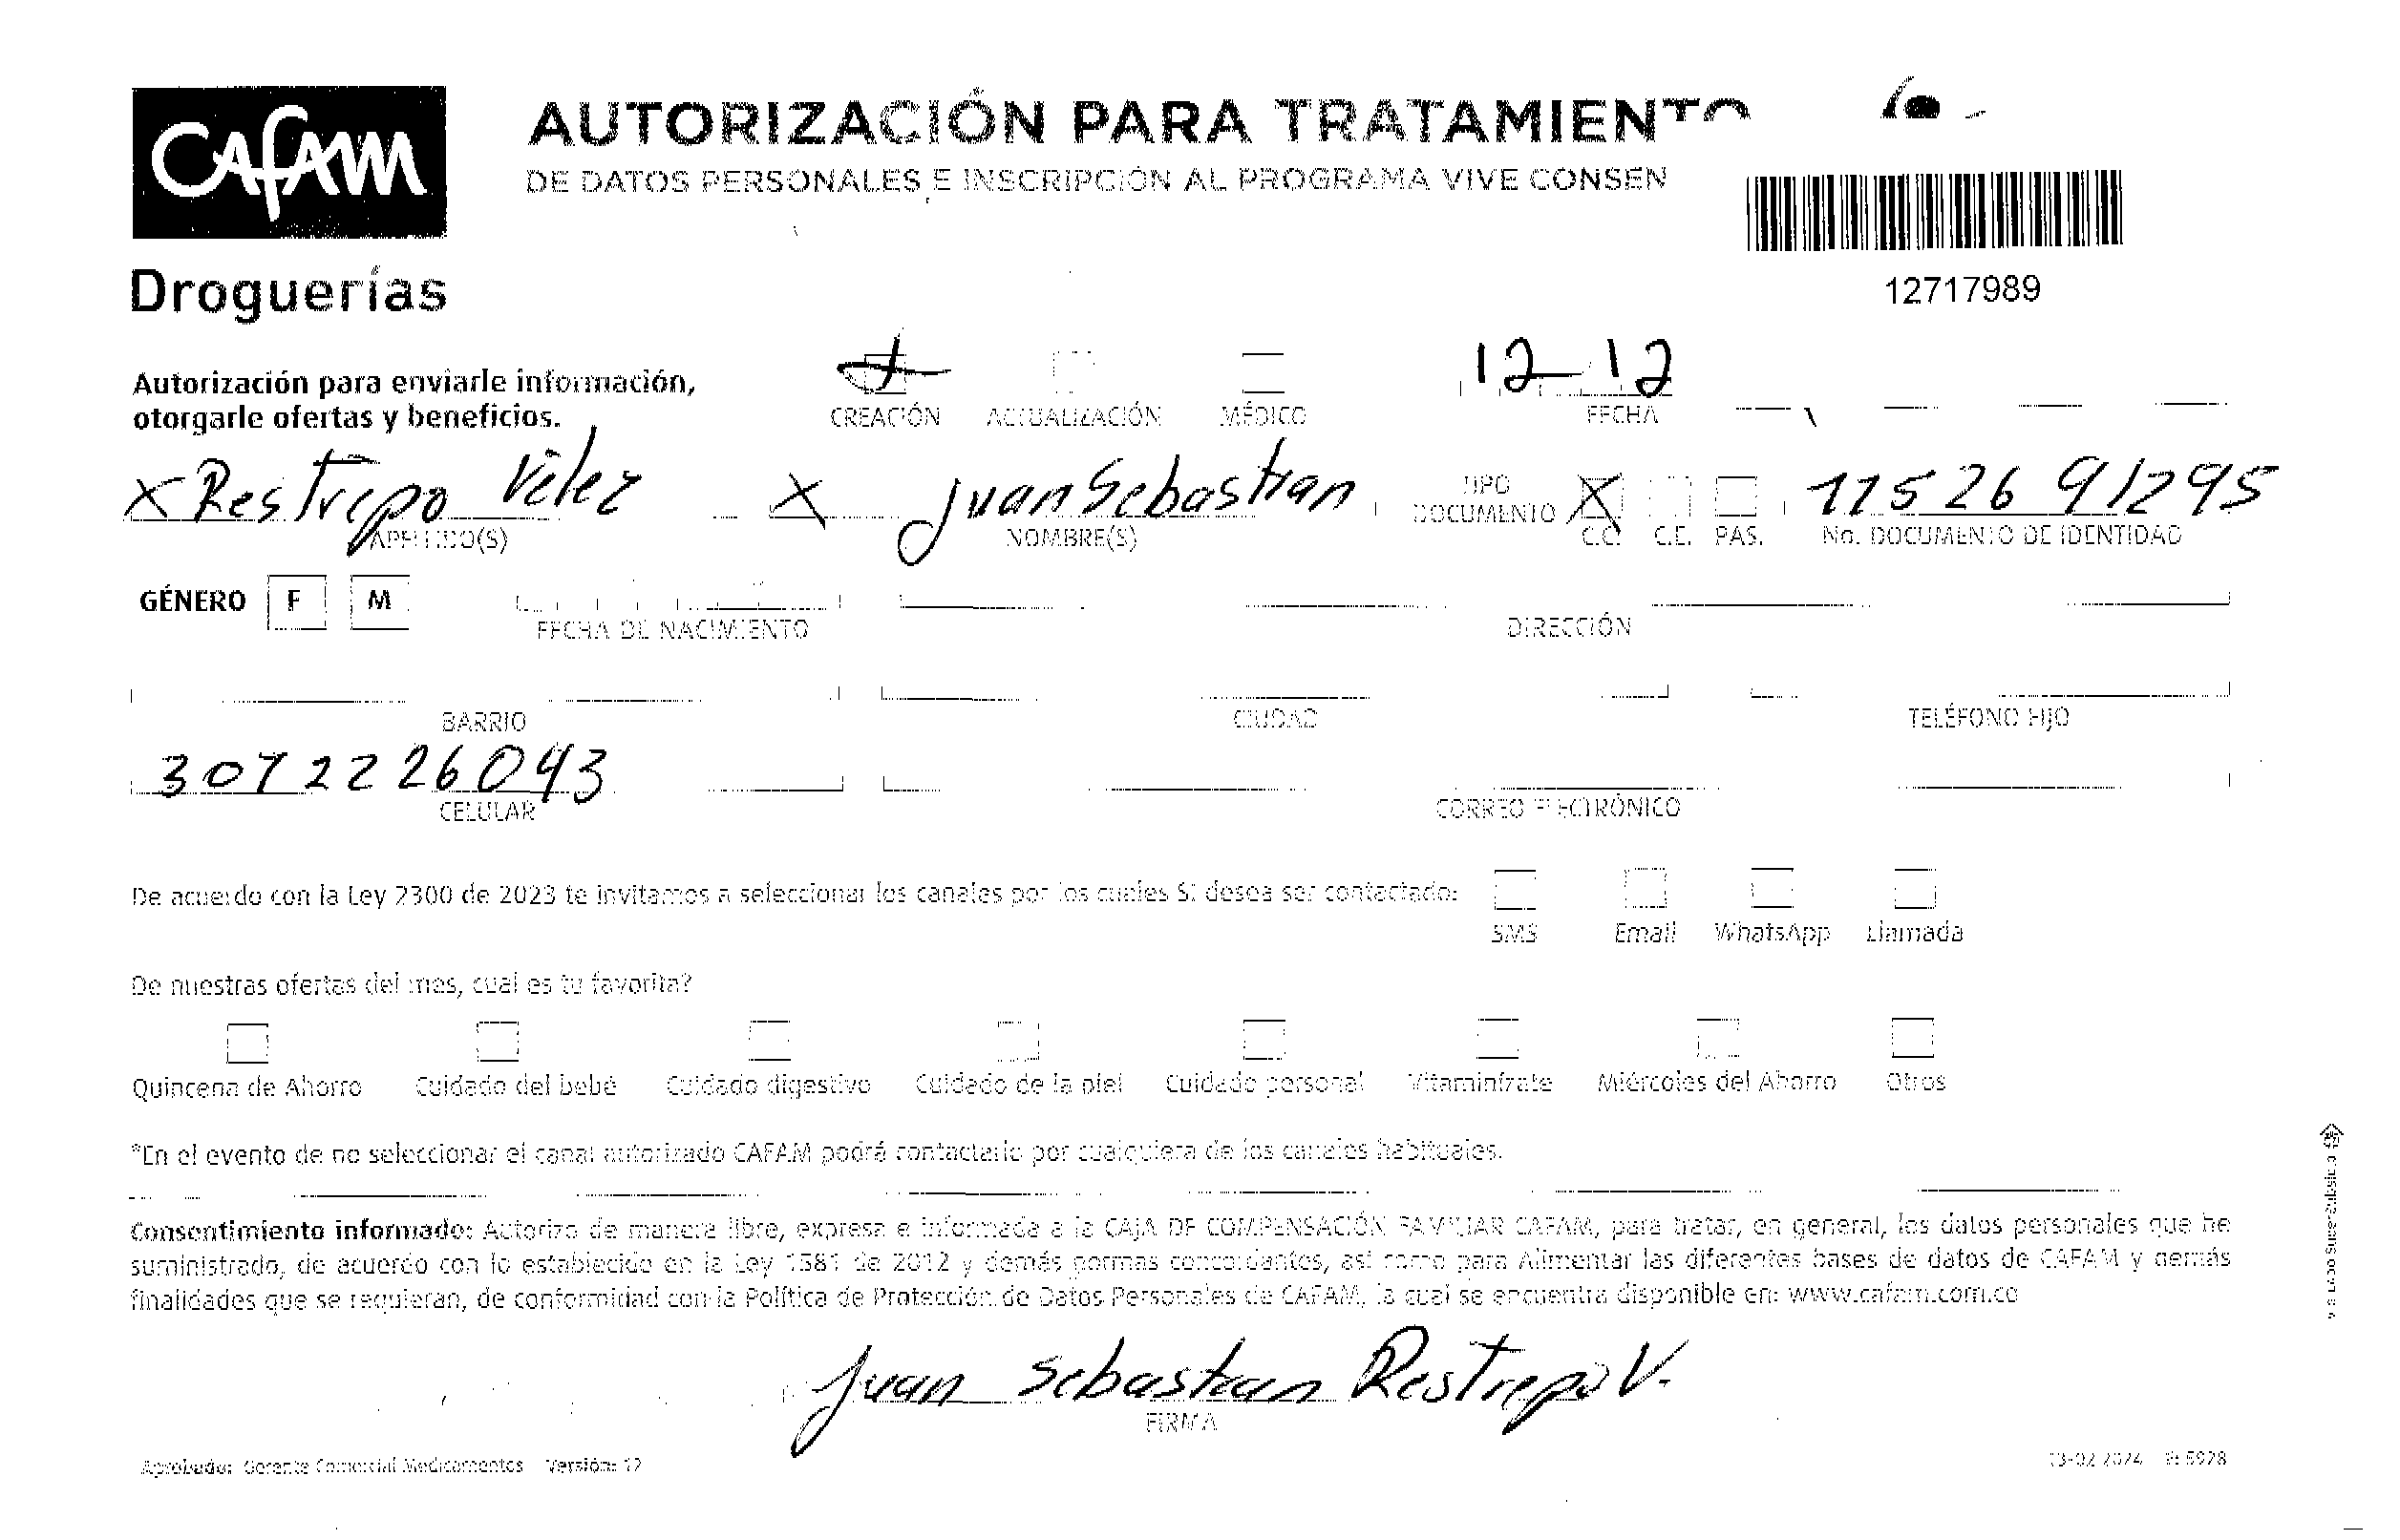 CAFAM
Droguerías
AUTORIZACIÓN PARA TRATAMIENTO
DE DATOS PERSONALES E INSCRIPCIÓN AL PROGRAMA VIVE CONSEN
12717989
Autorización para enviarle información,
otorgarle ofertas y beneficios.
CREACIÓN ACTUALIZACIÓN MÉDICO
12-12
FECHA
X Restrepo Vélez X Juan Sebastian TIPO DOCUMENTO X 1152691295
APELLIDO(S) NOMBRE(S) C.C. C.E. PAS. No. DOCUMENTO DE IDENTIDAD
GÉNERO F M
FECHA DE NACIMIENTO DIRECCIÓN
BARRIO CIUDAD TELÉFONO FIJO
3012226043
CELULAR CORREO ELECTRÓNICO
De acuerdo con la Ley 2300 de 2023 te invitamos a seleccionar los canales por los cuales SI desea ser contactado:
SMS Email WhatsApp Llamada
De nuestras ofertas del mes, cual es tu favorita?
Quincena de Ahorro Cuidado del bebé Cuidado digestivo Cuidado de la piel Cuidado personal Vitaminízate Miércoles del Ahorro Otros
*En el evento de no seleccionar el canal autorizado CAFAM podrá contactarlo por cualquiera de los canales habituales.
Consentimiento informado: Autorizo de manera libre, expresa e informada a la CAJA DE COMPENSACIÓN FAMILIAR CAFAM, para tratar, en general, los datos personales que he
suministrado, de acuerdo con lo establecido en la Ley 1581 de 2012 y demás normas concordantes, así como para Alimentar las diferentes bases de datos de CAFAM y demás
finalidades que se requieran, de conformidad con la Política de Protección de Datos Personales de CAFAM, la cual se encuentra disponible en: www.cafam.com.co
Juan Sebastian Restrepo V.
FIRMA
Aprobado: Gerente Comercial Medicamentos Versión: 12
13-02-2024